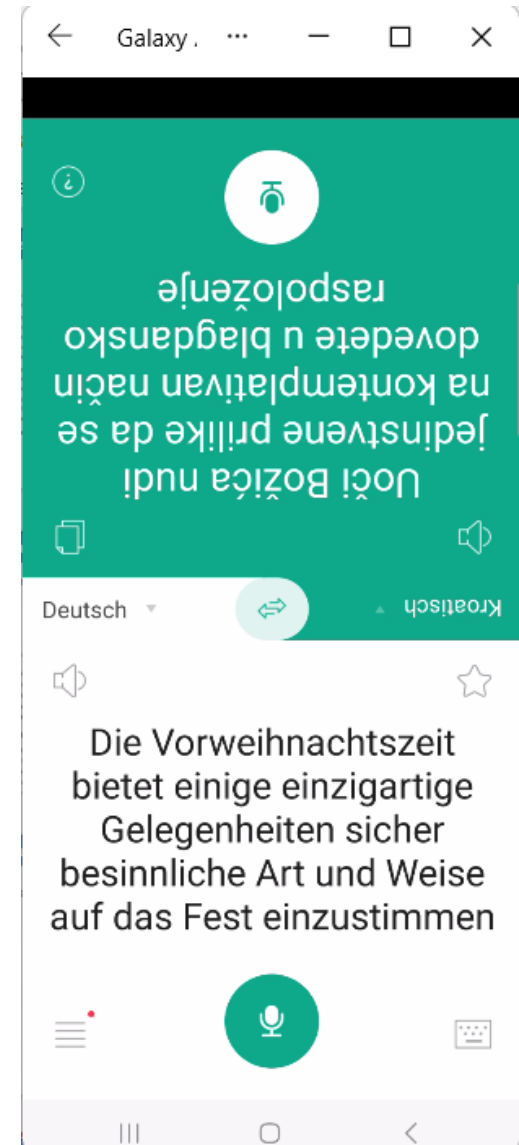 Galaxy .
Uoči Božića nudi
jedinstvene prilike da se
na kontemplativan način
dovedete u blagdansko
raspoloženje
Deutsch
Kroatisch
Die Vorweihnachtszeit
bietet einige einzigartige
Gelegenheiten sicher
besinnliche Art und Weise
auf das Fest einzustimmen